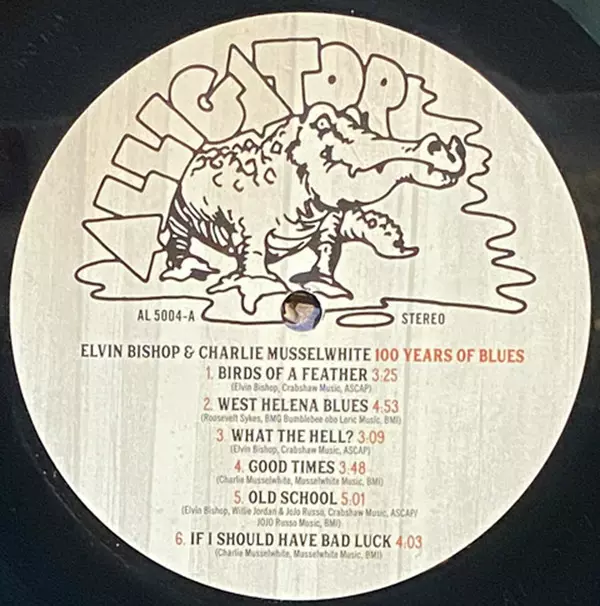 ALLIGATOR
AL 5004-A
STEREO
ELVIN BISHOP & CHARLIE MUSSELWHITE 100 YEARS OF BLUES
1. BIRDS OF A FEATHER 3:25
(Elvin Bishop, Crabshaw Music, ASCAP)
2. WEST HELENA BLUES 4:53
(Roosevelt Sykes, BMG Bumblebee obo Loric Music, BMI)
3. WHAT THE HELL? 3:09
(Elvin Bishop, Crabshaw Music, ASCAP)
4. GOOD TIMES 3:48
(Charlie Musselwhite, Musselwhite Music, BMI)
5. OLD SCHOOL 5:01
(Elvin Bishop, Willie Jordan & JoJo Russo, Crabshaw Music, ASCAP/
JOJO Russo Music, BMI)
6. IF I SHOULD HAVE BAD LUCK 4:03
(Charlie Musselwhite, Musselwhite Music, BMI)